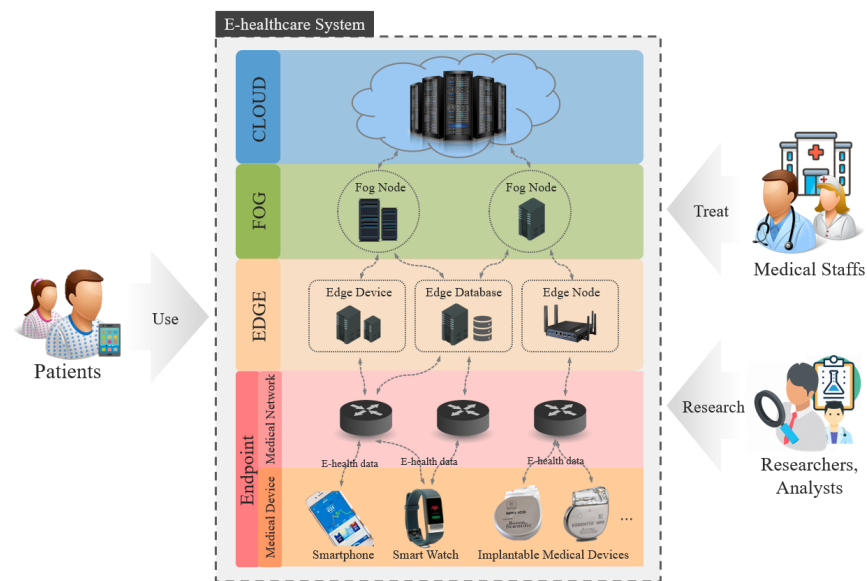 E-healthcare System
CLOUD
FOG
Fog Node
Fog Node
EDGE
Edge Device
Edge Database
Edge Node
Endpoint
Medical Network
E-health data
E-health data
E-health data
Medical Device
Smartphone
Smart Watch
Implantable Medical Devices
...
Patients
Use
Treat
Medical Staffs
Research
Researchers,
Analysts